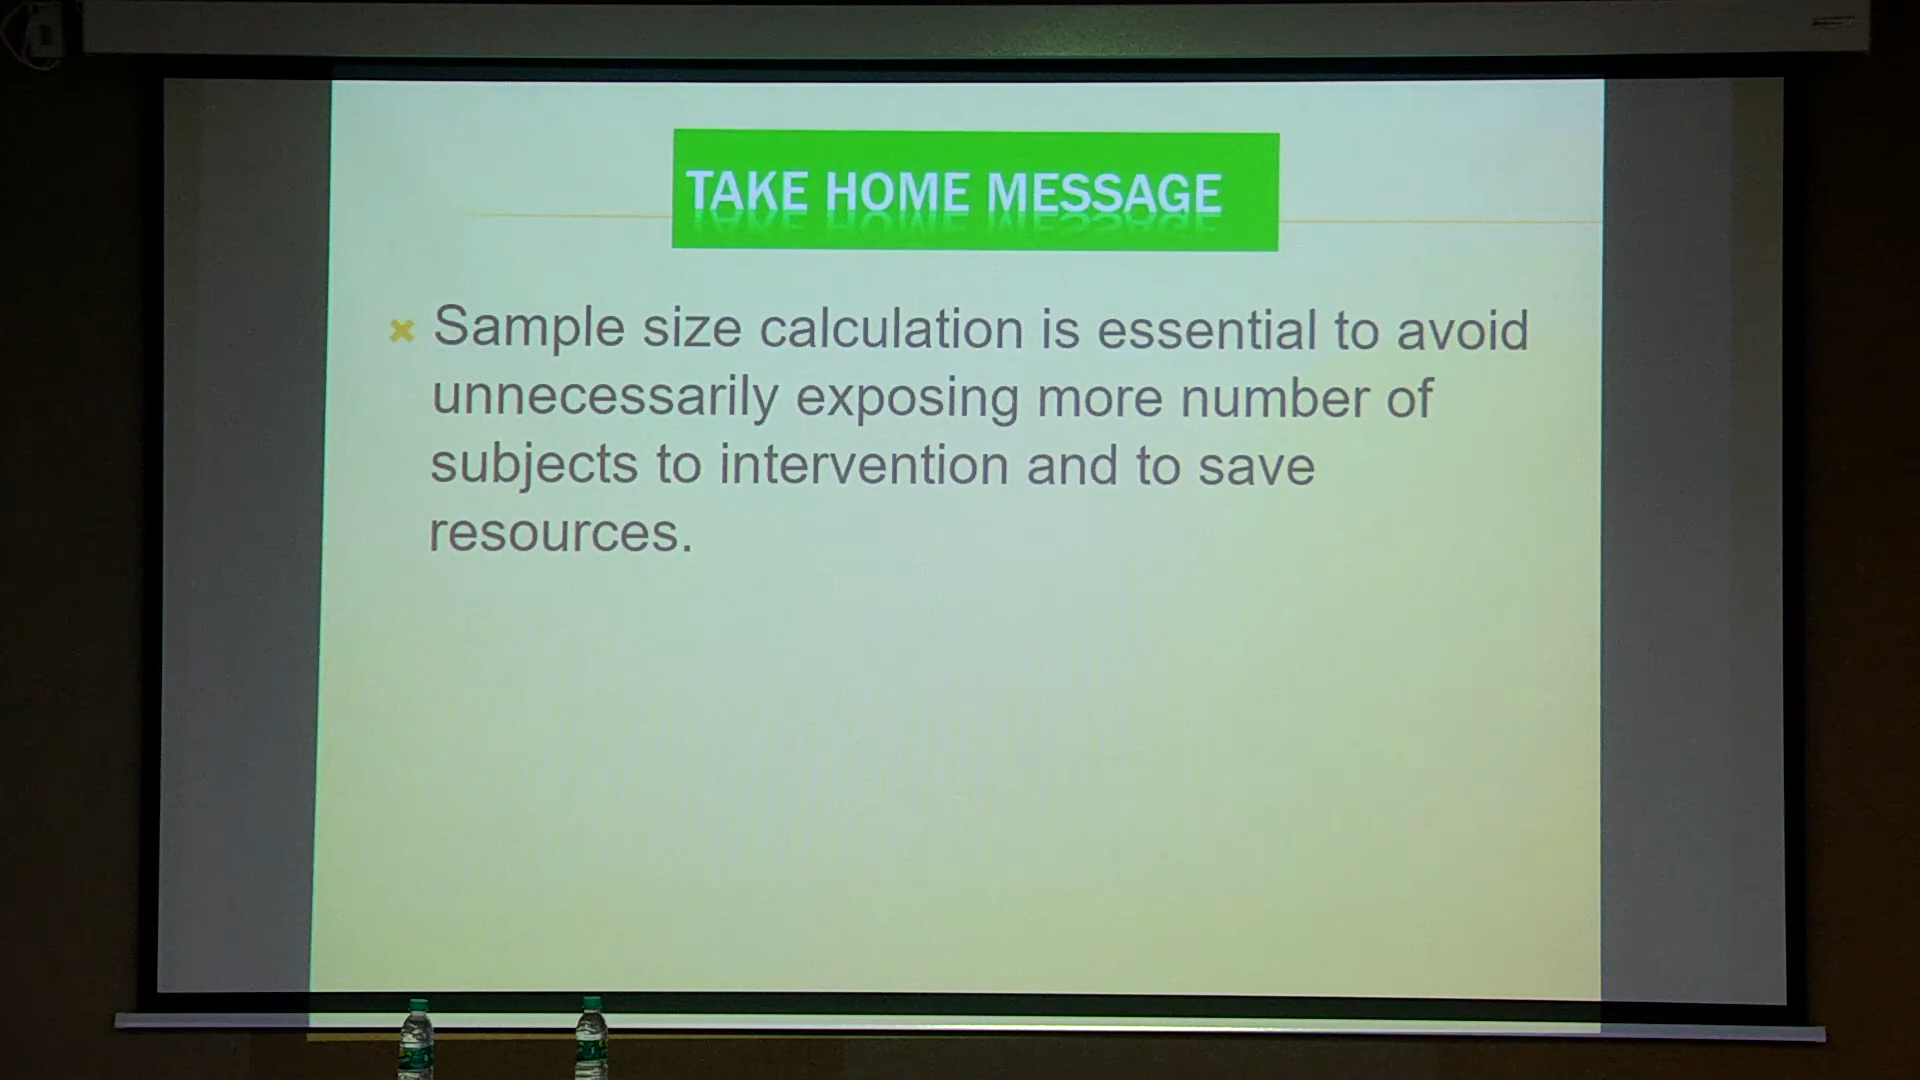 TAKE HOME MESSAGE
Sample size calculation is essential to avoid
unnecessarily exposing more number of
subjects to intervention and to save
resources.